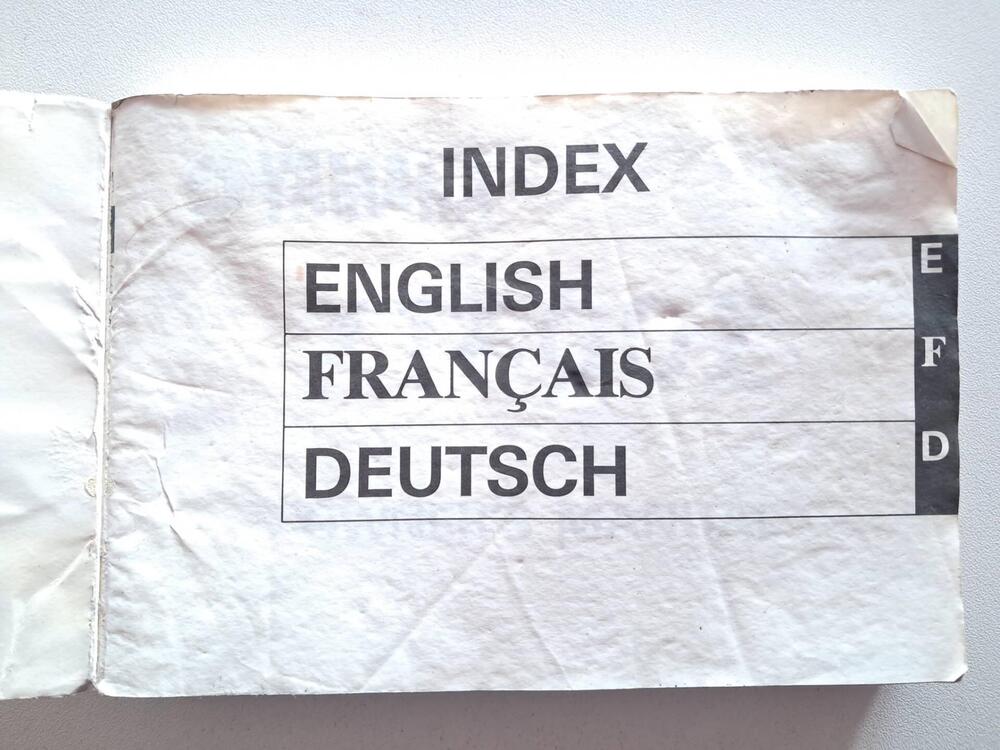 INDEX
ENGLISH E
FRANÇAIS F
DEUTSCH D